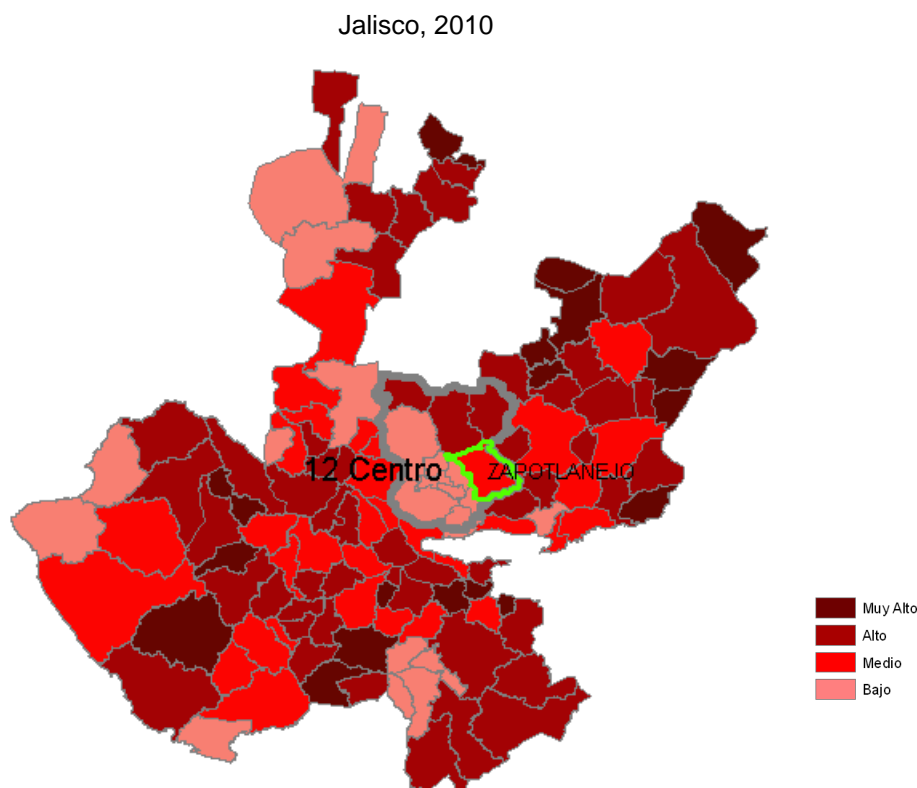 Jalisco, 2010
12 Centro
ZAPOTLANEJO
Muy Alto
Alto
Medio
Bajo